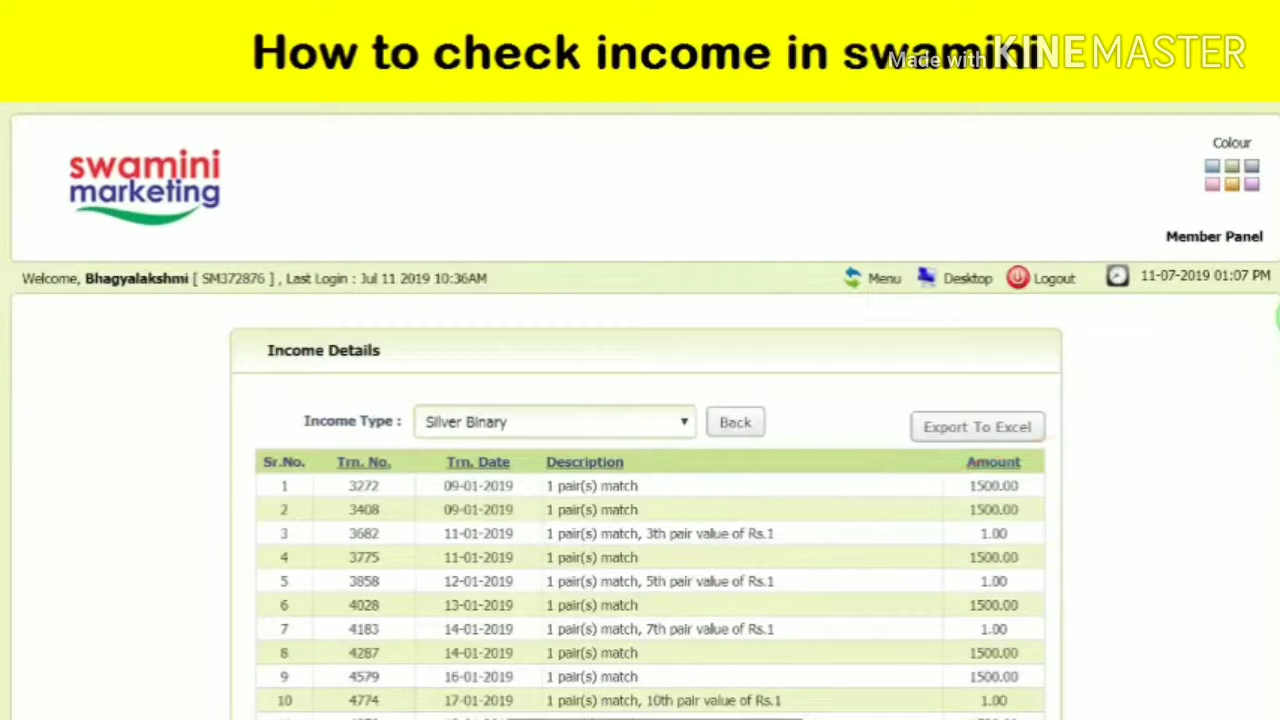 How to check income in swamini
Made with KINEMASTER
swamini
marketing
Colour
Member Panel
Welcome, Bhagyalakshmi [ SM372876 ] , Last Login : Jul 11 2019 10:36AM
Menu Desktop Logout 11-07-2019 01:07 PM
Income Details
Income Type : Silver Binary Back Export To Excel
Sr.No. Trn. No. Trn. Date Description Amount
1 3272 09-01-2019 1 pair(s) match 1500.00
2 3408 09-01-2019 1 pair(s) match 1500.00
3 3682 11-01-2019 1 pair(s) match, 3th pair value of Rs.1 1.00
4 3775 11-01-2019 1 pair(s) match 1500.00
5 3858 12-01-2019 1 pair(s) match, 5th pair value of Rs.1 1.00
6 4028 13-01-2019 1 pair(s) match 1500.00
7 4183 14-01-2019 1 pair(s) match, 7th pair value of Rs.1 1.00
8 4287 14-01-2019 1 pair(s) match 1500.00
9 4579 16-01-2019 1 pair(s) match 1500.00
10 4774 17-01-2019 1 pair(s) match, 10th pair value of Rs.1 1.00